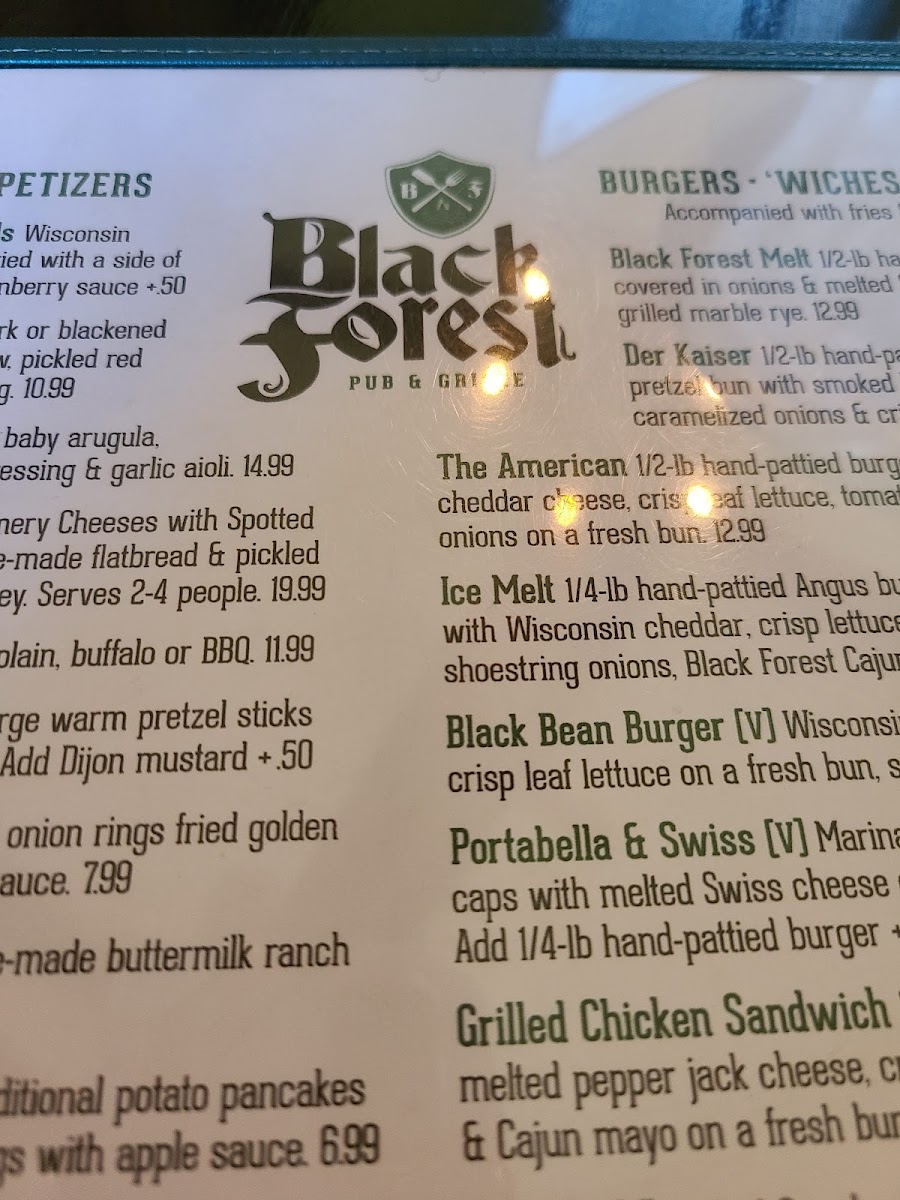 PETIZERS
Wisconsin
ied with a side of
nberry sauce +.50
rk or blackened
pickled red
g. 10.99
baby arugula,
essing & garlic aioli. 14.99
nery Cheeses with Spotted
e-made flatbread & pickled
ey. Serves 2-4 people. 19.99
plain, buffalo or BBQ. 11.99
rge warm pretzel sticks
Add Dijon mustard +.50
onion rings fried golden
auce. 7.99
e-made buttermilk ranch
ditional potato pancakes
gs with apple sauce. 6.99
B F
N
Black
Forest
PUB & GRILLE
BURGERS · 'WICHES
Accompanied with fries
Black Forest Melt 1/2-lb ha
covered in onions & melted
grilled marble rye. 12.99
Der Kaiser 1/2-lb hand-pa
pretzel bun with smoked
caramelized onions & cri
The American 1/2-lb hand-pattied burg
cheddar cheese, crisp leaf lettuce, tomat
onions on a fresh bun. 12.99
Ice Melt 1/4-lb hand-pattied Angus bu
with Wisconsin cheddar, crisp lettuce
shoestring onions, Black Forest Cajun
Black Bean Burger [V] Wisconsi
crisp leaf lettuce on a fresh bun, s
Portabella & Swiss [V] Marina
caps with melted Swiss cheese
Add 1/4-lb hand-pattied burger +
Grilled Chicken Sandwich
melted pepper jack cheese, cr
& Cajun mayo on a fresh bun